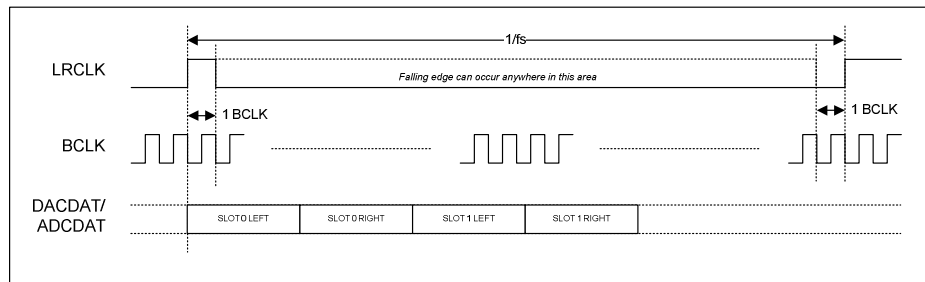 1/fs
LRCLK
Falling edge can occur anywhere in this area
1 BCLK
1 BCLK
BCLK
DACDAT/
ADCDAT
SLOT 0 LEFT
SLOT 0 RIGHT
SLOT 1 LEFT
SLOT 1 RIGHT